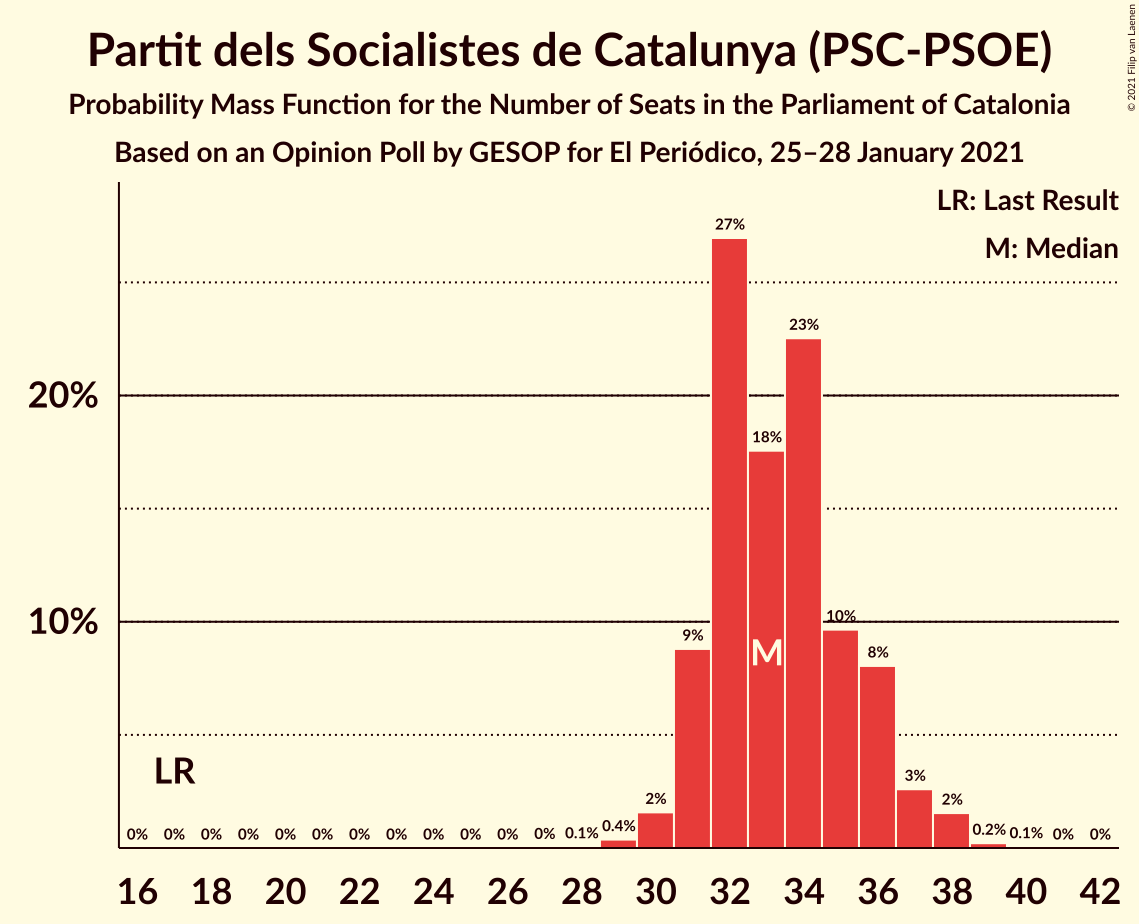 Partit dels Socialistes de Catalunya (PSC-PSOE)
Probability Mass Function for the Number of Seats in the Parliament of Catalonia
Based on an Opinion Poll by GESOP for El Periódico, 25–28 January 2021
© 2021 Filip van Laenen
LR: Last Result
M: Median
27%
23%
20%
18%
10%
10%
9%
8%
M
LR
3%
0% 0% 0% 0% 0% 0% 0% 0% 0% 0% 0% 0% 0.1% 0.4% 2% 2% 0.2% 0.1% 0% 0%
16 18 20 22 24 26 28 30 32 34 36 38 40 42